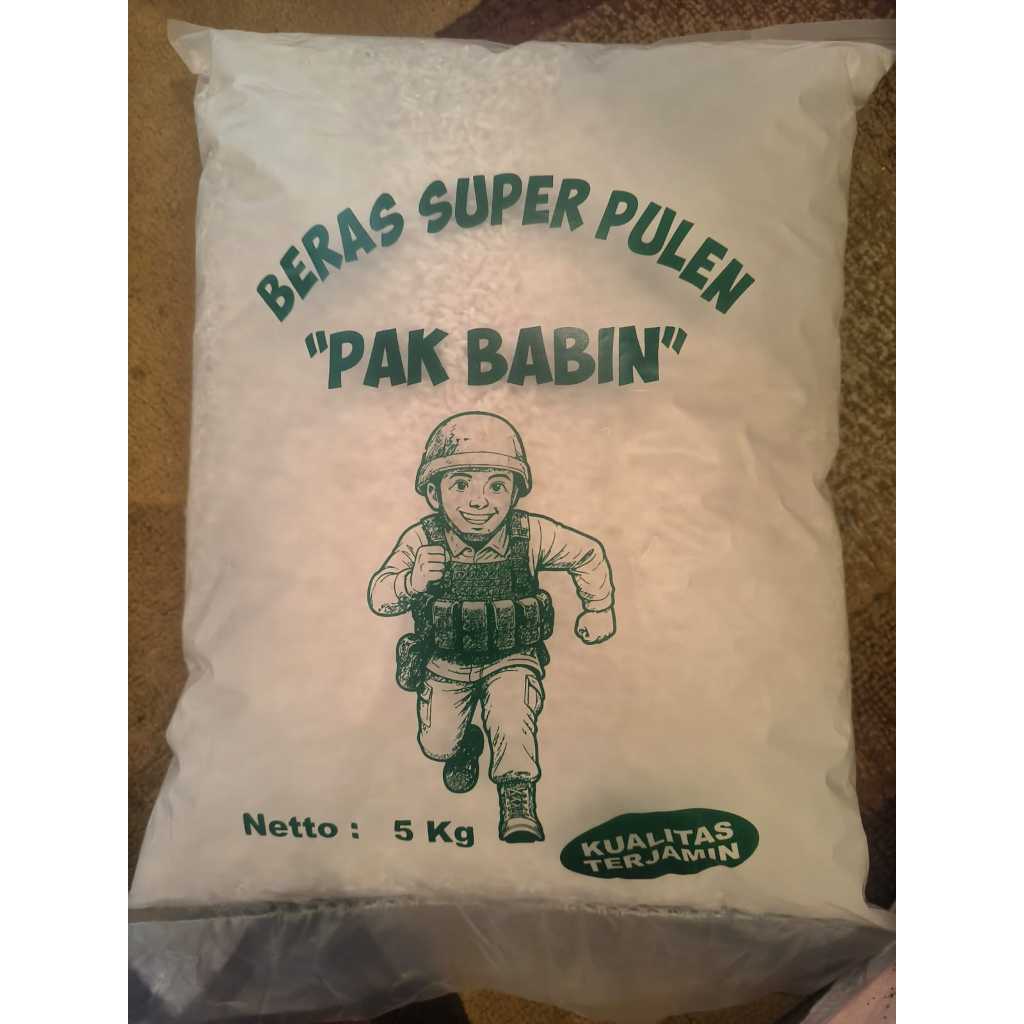 BERAS SUPER PULEN
"PAK BABIN"
Netto : 5 Kg
KUALITAS
TERJAMIN